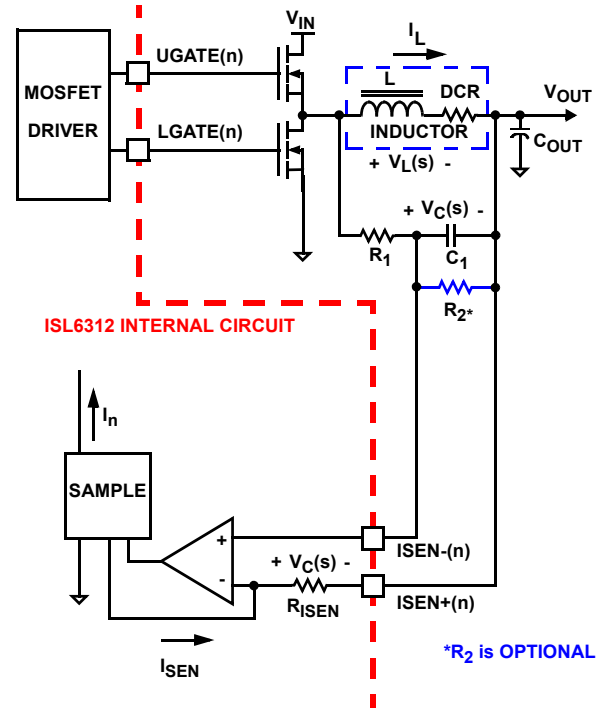 V_IN
I_L
UGATE(n)
L
DCR
MOSFET
DRIVER
V_OUT
LGATE(n)
INDUCTOR
C_OUT
+ V_L(s) -
+ V_C(s) -
R_1
C_1
R_2*
ISL6312 INTERNAL CIRCUIT
I_n
SAMPLE
+
-
+ V_C(s) -
ISEN-(n)
R_ISEN
ISEN+(n)
I_SEN
*R_2 is OPTIONAL